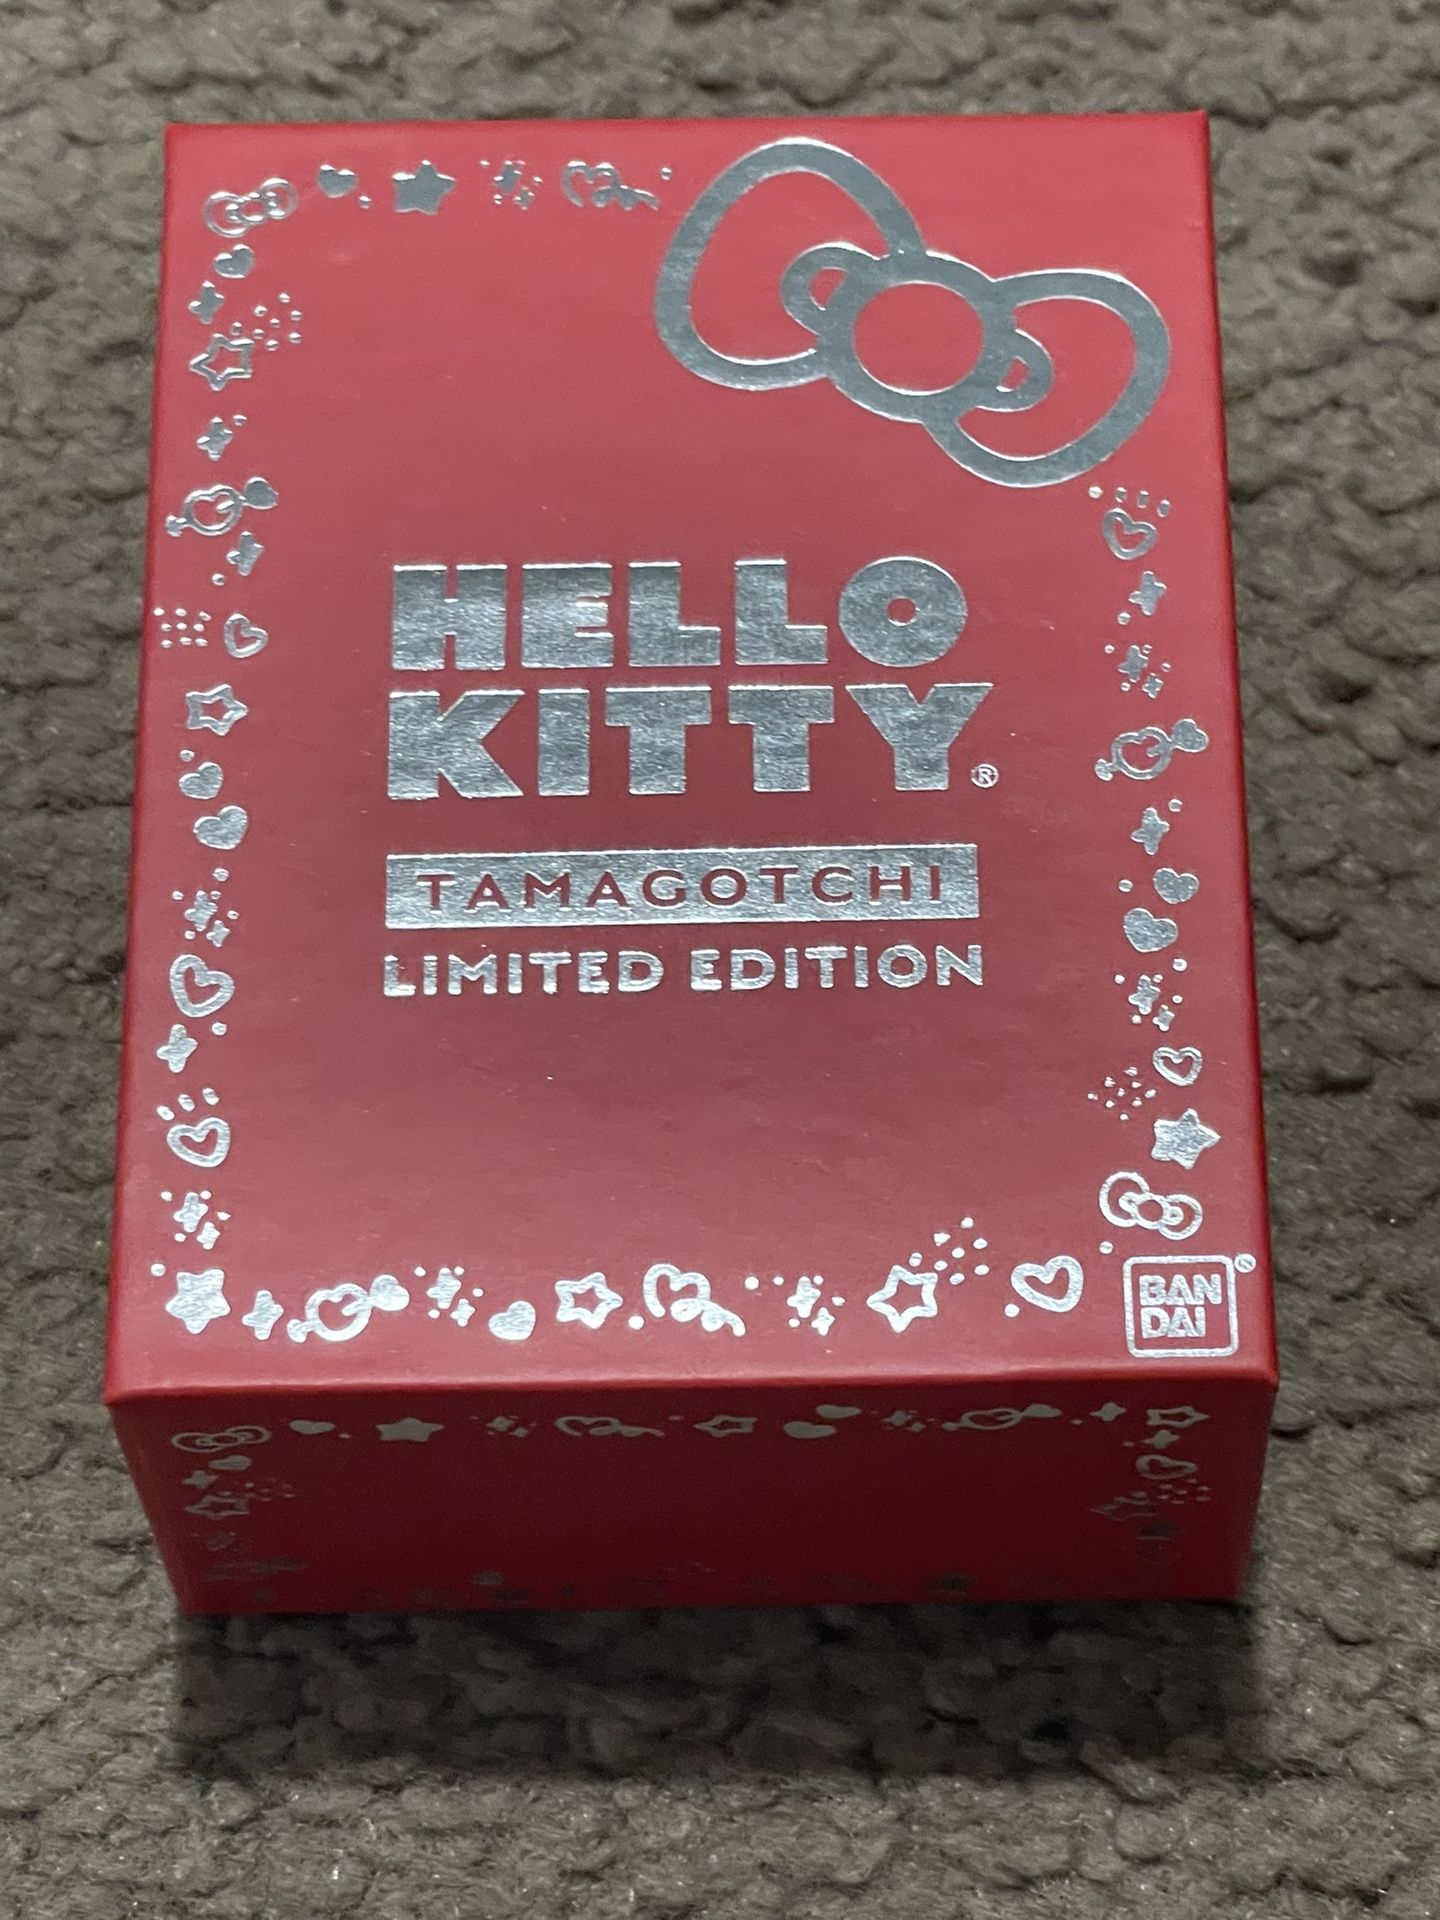 HELLO
KITTY®
TAMAGOTCHI
LIMITED EDITION
BAN
DAI®